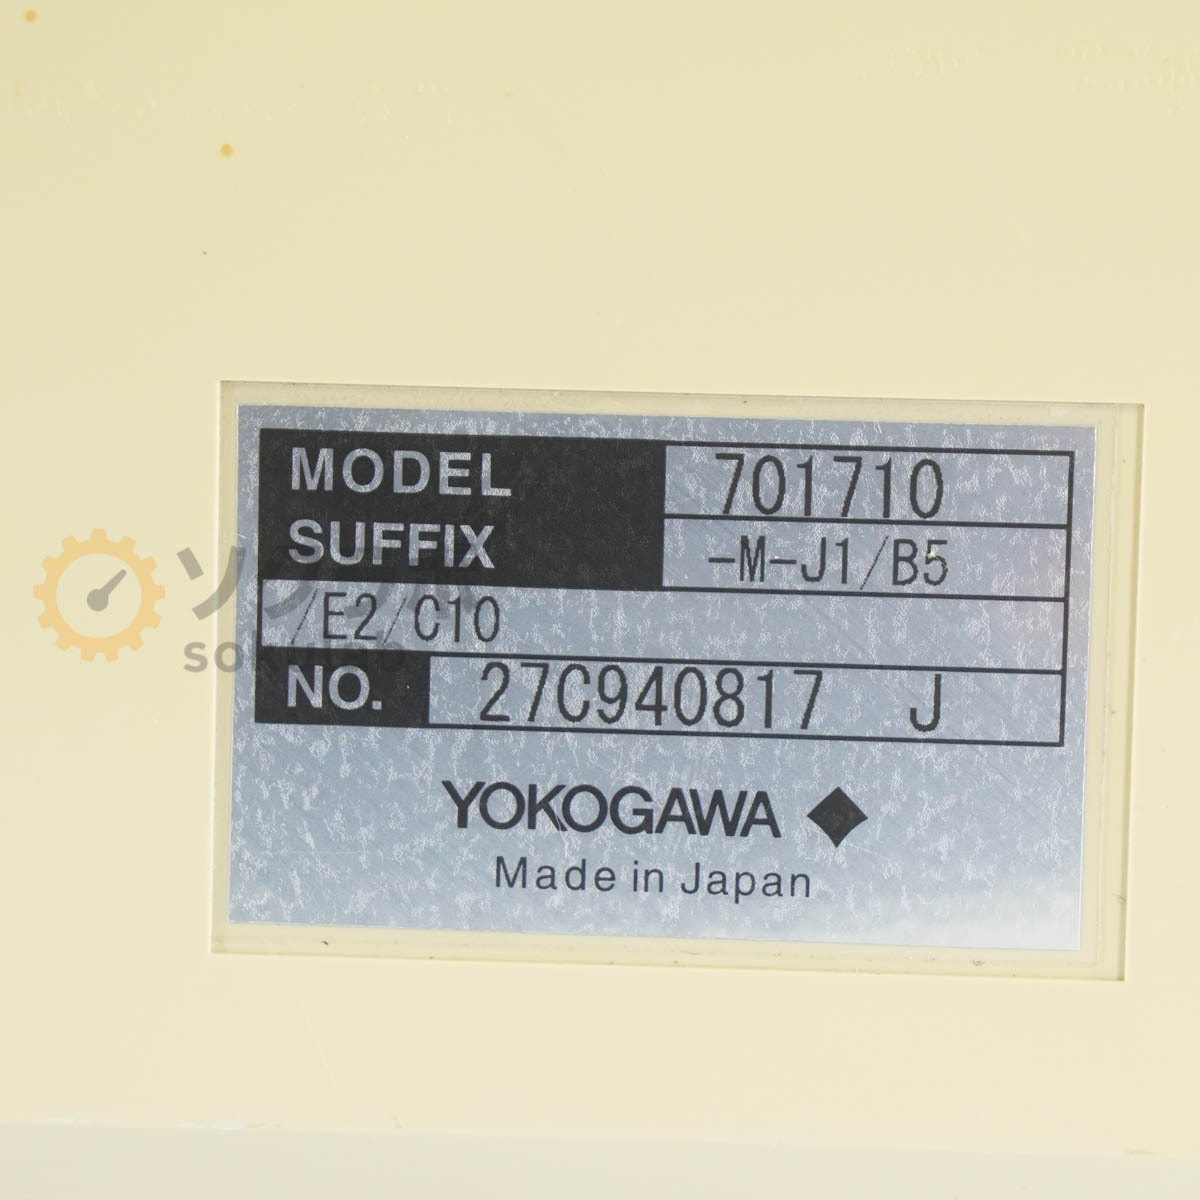 MODEL 701710
SUFFIX -M-J1/B5
/E2/C10
NO. 27C940817 J
YOKOGAWA
Made in Japan